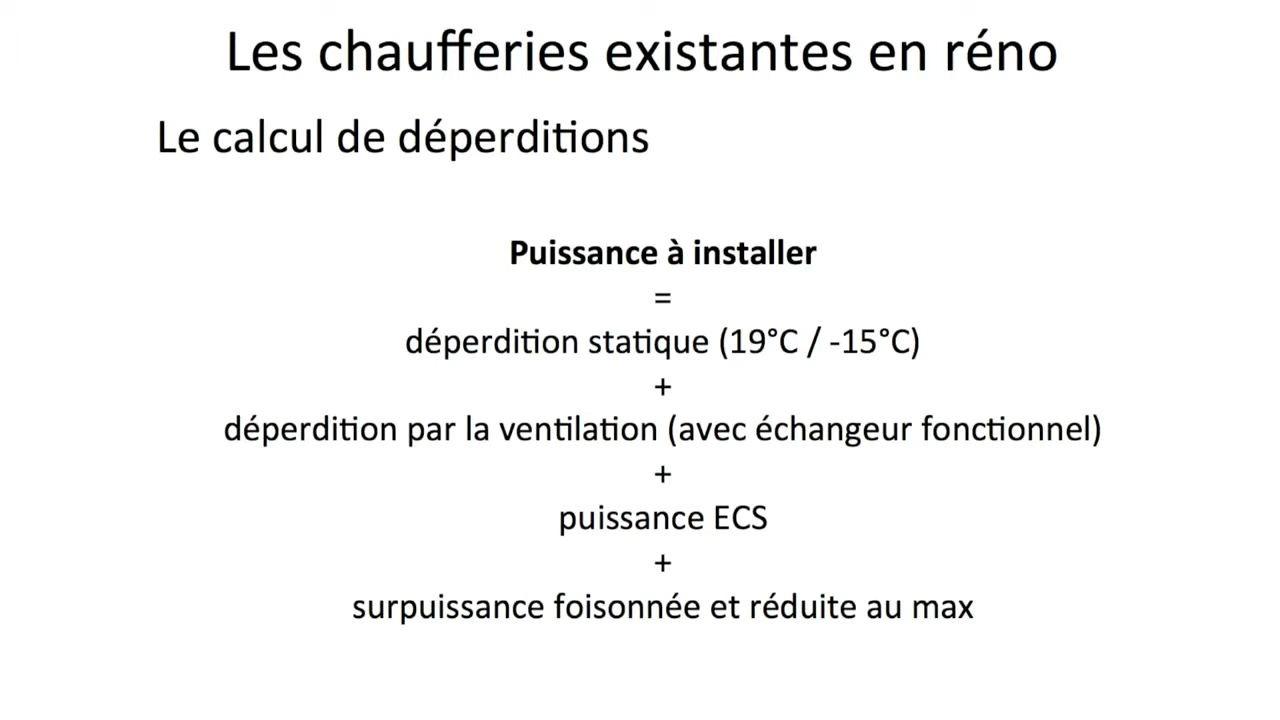 Les chaufferies existantes en réno
Le calcul de déperditions
Puissance à installer
=
déperdition statique (19°C / -15°C)
+
déperdition par la ventilation (avec échangeur fonctionnel)
+
puissance ECS
+
surpuissance foisonnée et réduite au max